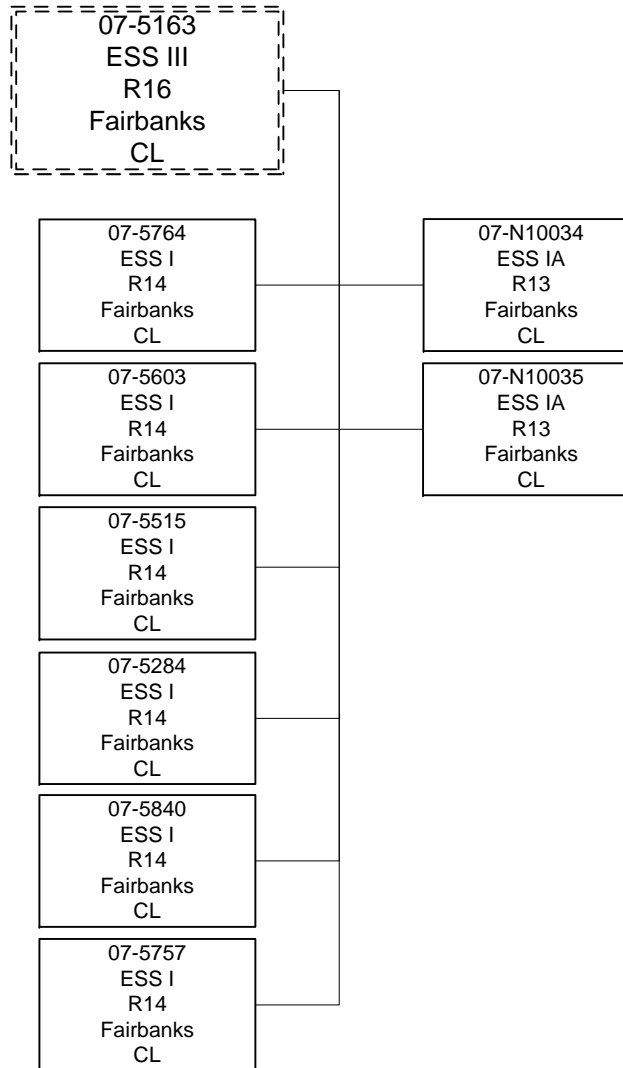 07-5163
ESS III
R16
Fairbanks
CL
07-5764
ESS I
R14
Fairbanks
CL
07-N10034
ESS IA
R13
Fairbanks
CL
07-5603
ESS I
R14
Fairbanks
CL
07-N10035
ESS IA
R13
Fairbanks
CL
07-5515
ESS I
R14
Fairbanks
CL
07-5284
ESS I
R14
Fairbanks
CL
07-5840
ESS I
R14
Fairbanks
CL
07-5757
ESS I
R14
Fairbanks
CL